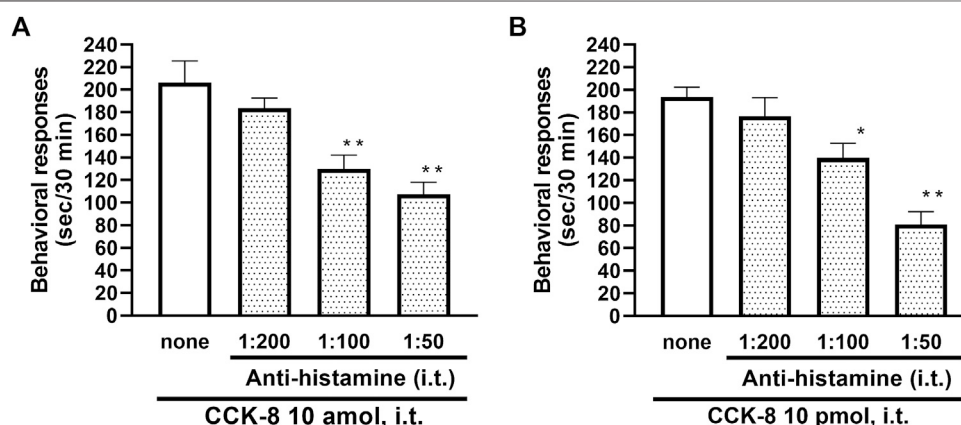 A
Behavioral responses
(sec/30 min)
240
220
200
180
160
140
120
100
80
60
40
20
0
**
**
none 1:200 1:100 1:50
Anti-histamine (i.t.)
CCK-8 10 amol, i.t.
B
Behavioral responses
(sec/30 min)
240
220
200
180
160
140
120
100
80
60
40
20
0
*
**
none 1:200 1:100 1:50
Anti-histamine (i.t.)
CCK-8 10 pmol, i.t.